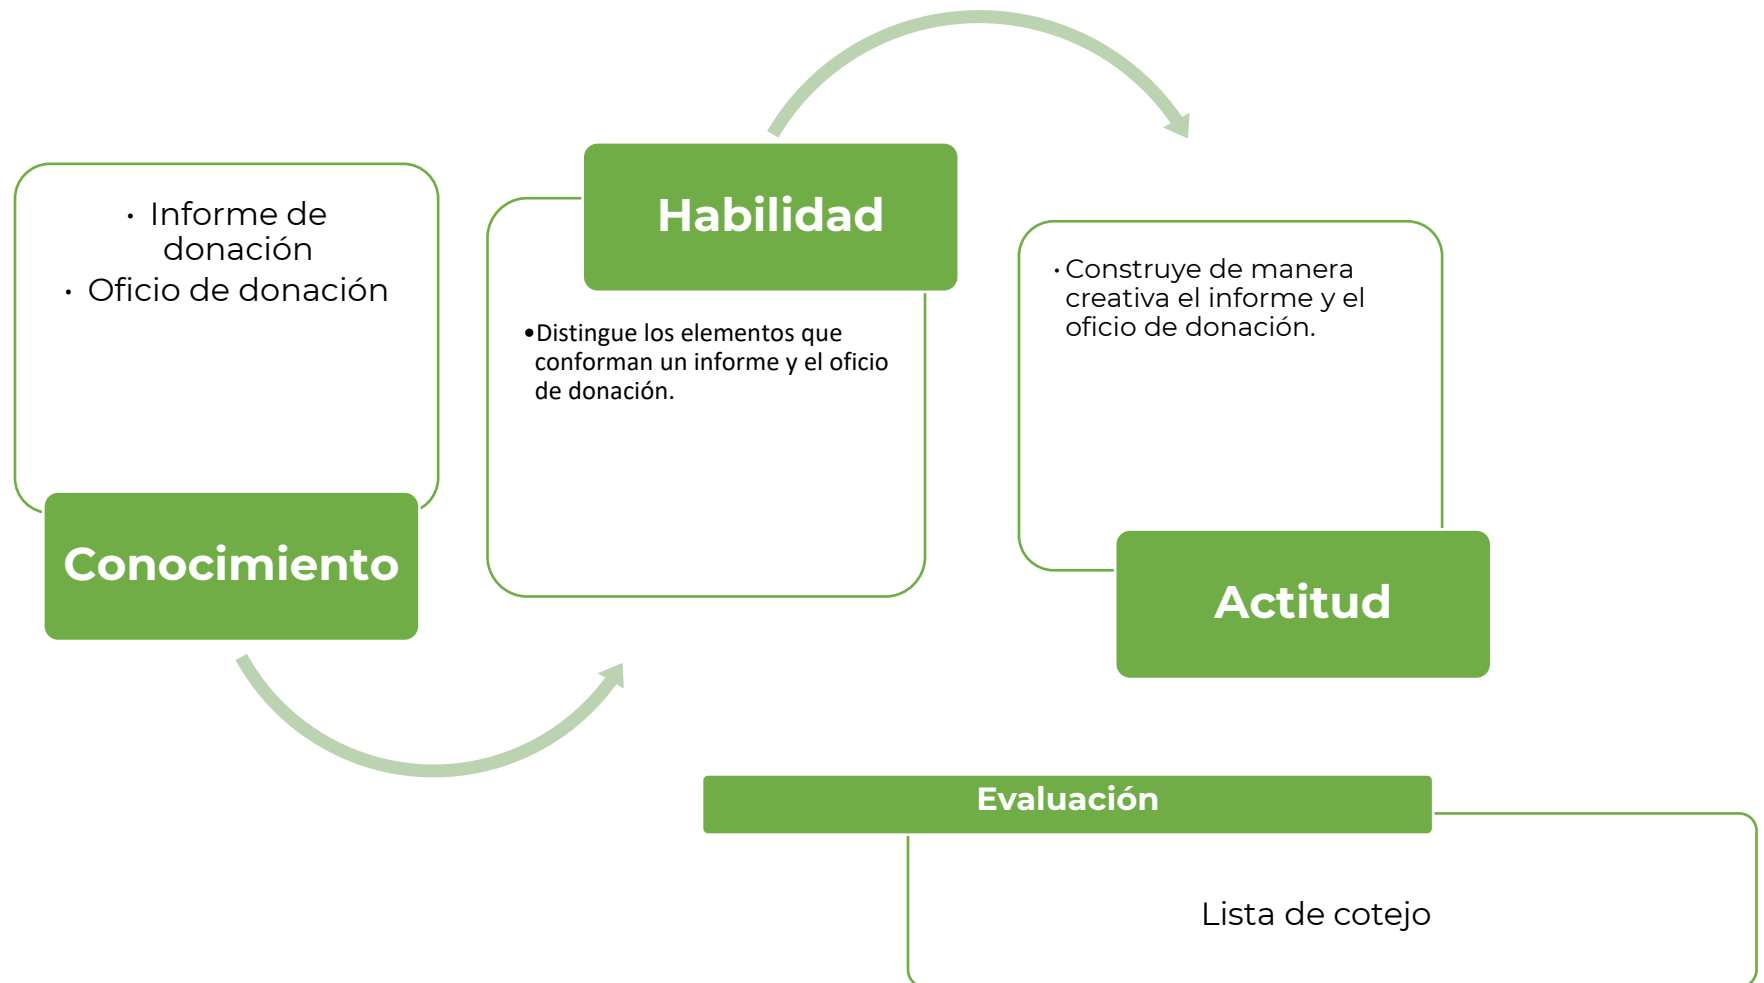 • Informe de
donación
• Oficio de donación
Conocimiento
Habilidad
•Distingue los elementos que
conforman un informe y el oficio
de donación.
• Construye de manera
creativa el informe y el
oficio de donación.
Actitud
Evaluación
Lista de cotejo